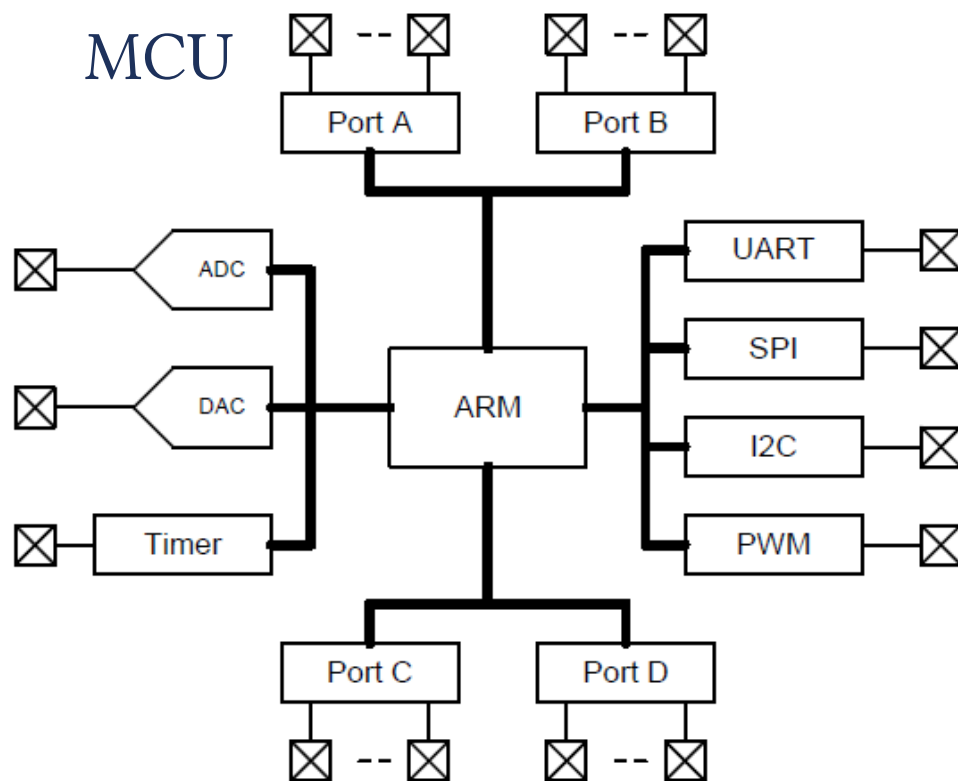 MCU
Port A
Port B
ADC
UART
SPI
DAC
ARM
I2C
Timer
PWM
Port C
Port D